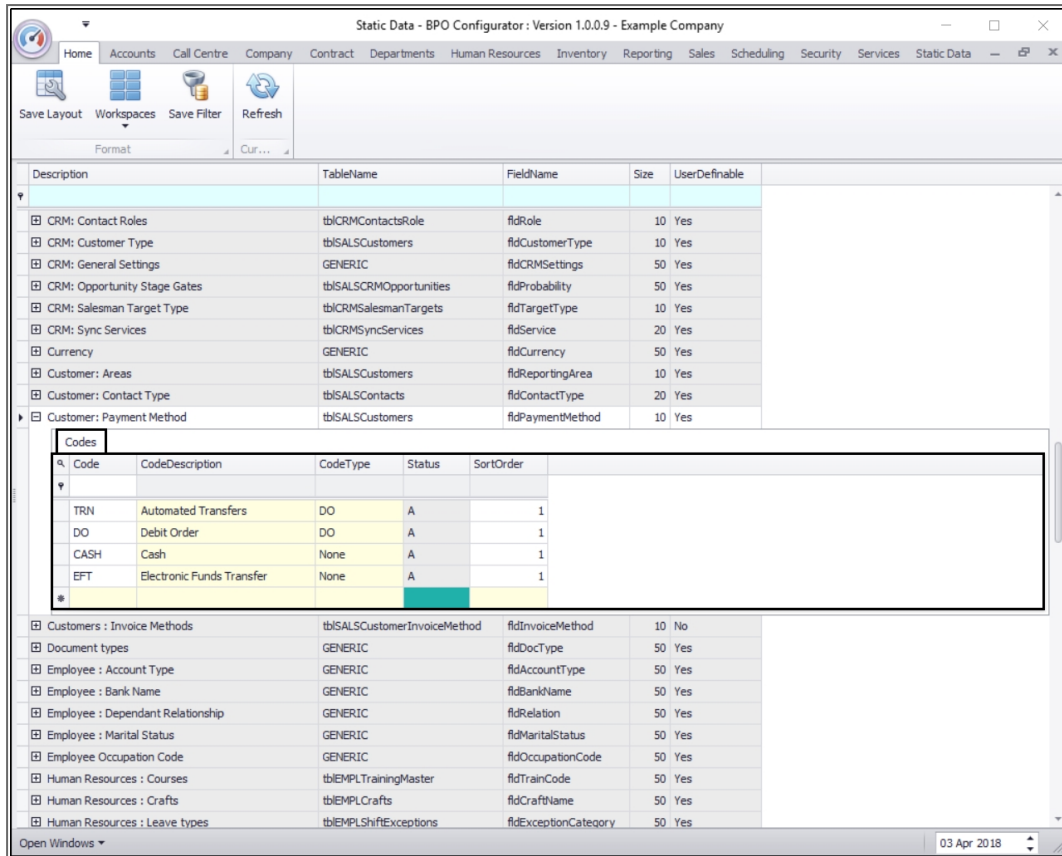 Static Data - BPO Configurator : Version 1.0.0.9 - Example Company
Home Accounts Call Centre Company Contract Departments Human Resources Inventory Reporting Sales Scheduling Security Services Static Data
Save Layout Workspaces Save Filter Refresh
Format Cur...
Description TableName FieldName Size UserDefinable
CRM: Contact Roles tblCRMContactsRole fldRole 10 Yes
CRM: Customer Type tblSALSCustomers fldCustomerType 10 Yes
CRM: General Settings GENERIC fldCRMSettings 50 Yes
CRM: Opportunity Stage Gates tblSALSCRMOpportunities fldProbability 50 Yes
CRM: Salesman Target Type tblCRMSalesmanTargets fldTargetType 10 Yes
CRM: Sync Services tblCRMSyncServices fldService 20 Yes
Currency GENERIC fldCurrency 50 Yes
Customer: Areas tblSALSCustomers fldReportingArea 10 Yes
Customer: Contact Type tblSALSContacts fldContactType 20 Yes
Customer: Payment Method tblSALSCustomers fldPaymentMethod 10 Yes
Codes
Code CodeDescription CodeType Status SortOrder
TRN Automated Transfers DO A 1
DO Debit Order DO A 1
CASH Cash None A 1
EFT Electronic Funds Transfer None A 1
Customers : Invoice Methods tblSALSCustomerInvoiceMethod fldInvoiceMethod 10 No
Document types GENERIC fldDocType 50 Yes
Employee : Account Type GENERIC fldAccountType 50 Yes
Employee : Bank Name GENERIC fldBankName 50 Yes
Employee : Dependant Relationship GENERIC fldRelation 50 Yes
Employee : Marital Status GENERIC fldMaritalStatus 50 Yes
Employee Occupation Code GENERIC fldOccupationCode 50 Yes
Human Resources : Courses tblEMPLTrainingMaster fldTrainCode 50 Yes
Human Resources : Crafts tblEMPLCrafts fldCraftName 50 Yes
Human Resources : Leave types tblEMPLShiftExceptions fldExceptionCategory 50 Yes
Open Windows 03 Apr 2018